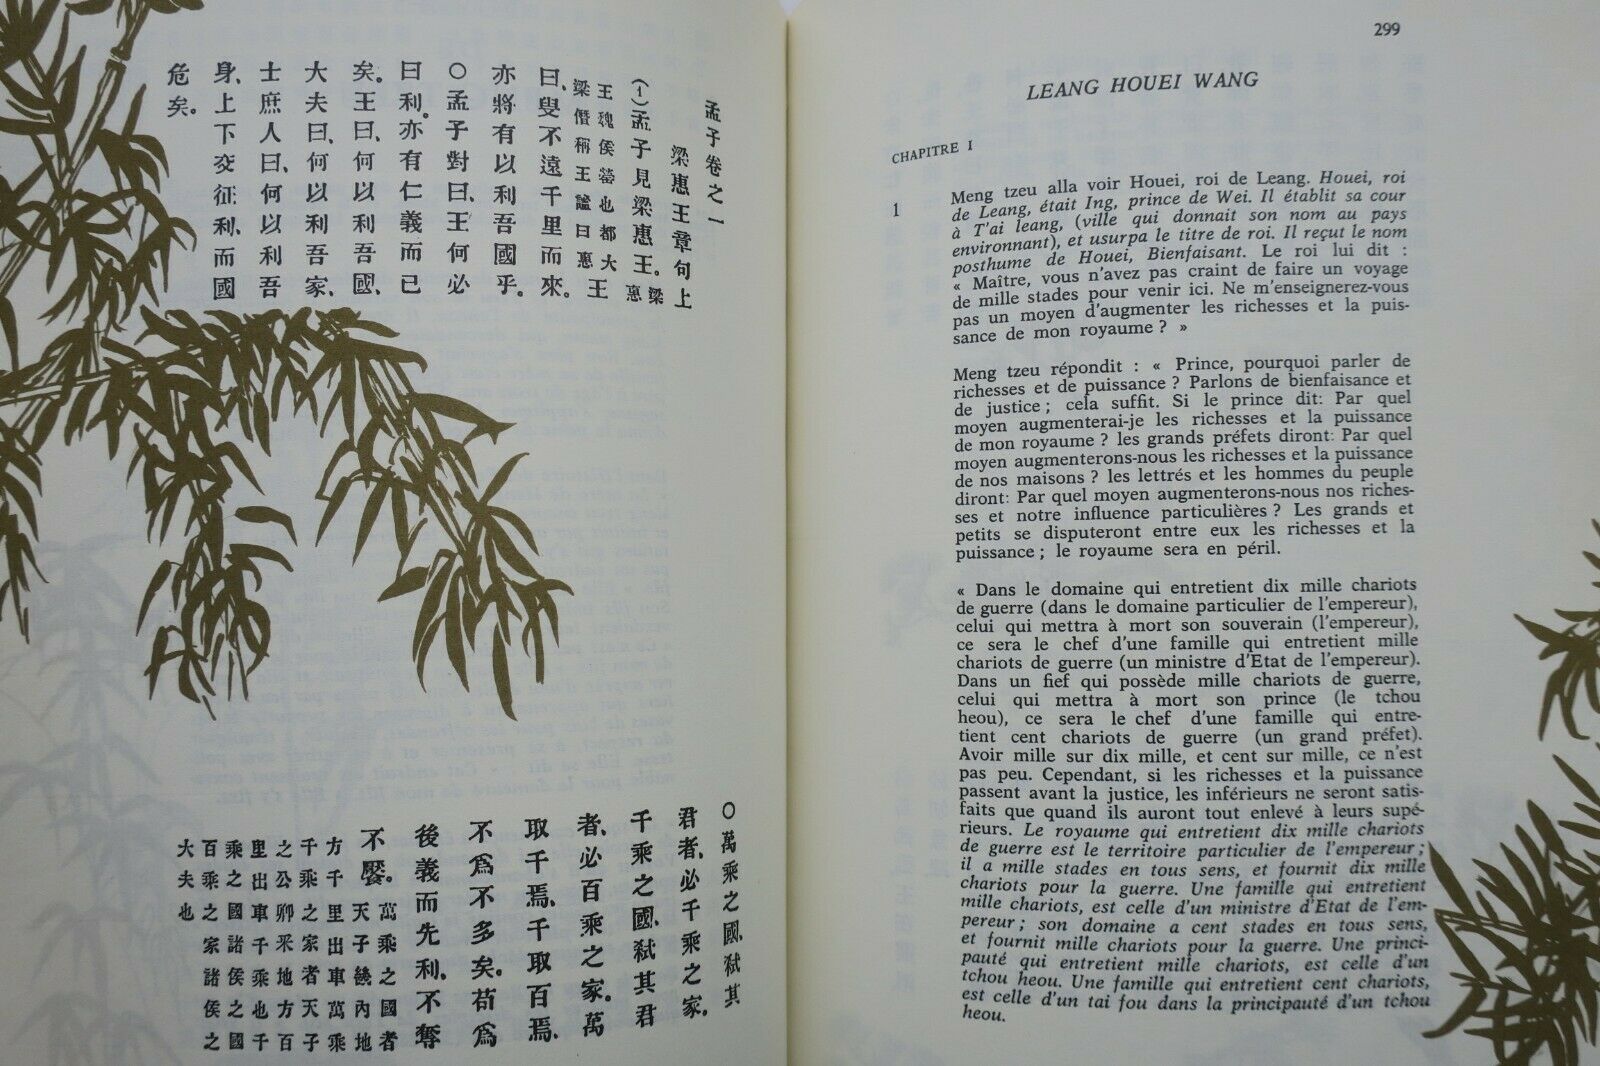 孟子卷之一
梁惠王章句上
(1)孟子見梁惠王。梁惠
王魏侯罃也都大
梁僭稱王諡曰惠、王
曰、叟不遠千里而來。
亦將有以利吾國乎。
〇孟子對曰、王何必
曰利。亦有仁義而已
矣。王曰、何以利吾國、
大夫曰、何以利吾家、
士庶人曰、何以利吾
身、上下交征利、而國
危矣。
〇萬乘之國、弑其
君者、必千乘之家。
千乘之國、弑其君
者、必百乘之家。萬
取千焉、千取百焉、
不爲不多矣。苟爲
後義而先利、不奪
不饜。萬乘之國者
天子畿內地
方千里出車萬乘
千乘之家者天子
之公卿采地方百
里出車千乘也千
乘之國諸侯之國
百乘之家諸侯之
大夫也
299
LEANG HOUEI WANG
CHAPITRE I
1
Meng tzeu alla voir Houei, roi de Leang. Houei, roi
de Leang, était Ing, prince de Wei. Il établit sa cour
à T'ai leang, (ville qui donnait son nom au pays
environnant), et usurpa le titre de roi. Il reçut le nom
posthume de Houei, Bienfaisant. Le roi lui dit :
« Maître, vous n'avez pas craint de faire un voyage
de mille stades pour venir ici. Ne m'enseignerez-vous
pas un moyen d'augmenter les richesses et la puis-
sance de mon royaume ? »
Meng tzeu répondit : « Prince, pourquoi parler de
richesses et de puissance ? Parlons de bienfaisance et
de justice ; cela suffit. Si le prince dit: Par quel
moyen augmenterai-je les richesses et la puissance
de mon royaume ? les grands préfets diront: Par quel
moyen augmenterons-nous les richesses et la puissance
de nos maisons ? les lettrés et les hommes du peuple
diront: Par quel moyen augmenterons-nous nos riches-
ses et notre influence particulières ? Les grands et
petits se disputeront entre eux les richesses et la
puissance ; le royaume sera en péril.
« Dans le domaine qui entretient dix mille chariots
de guerre (dans le domaine particulier de l'empereur),
celui qui mettra à mort son souverain (l'empereur),
ce sera le chef d'une famille qui entretient mille
chariots de guerre (un ministre d'Etat de l'empereur).
Dans un fief qui possède mille chariots de guerre,
celui qui mettra à mort son prince (le tchou
heou), ce sera le chef d'une famille qui entre-
tient cent chariots de guerre (un grand préfet).
Avoir mille sur dix mille, et cent sur mille, ce n'est
pas peu. Cependant, si les richesses et la puissance
passent avant la justice, les inférieurs ne seront satis-
faits que quand ils auront tout enlevé à leurs supé-
rieurs. Le royaume qui entretient dix mille chariots
de guerre est le territoire particulier de l'empereur ;
il a mille stades en tous sens, et fournit dix mille
chariots pour la guerre. Une famille qui entretient
mille chariots, est celle d'un ministre d'Etat de l'em-
pereur ; son domaine a cent stades en tous sens,
et fournit mille chariots pour la guerre. Une princi-
pauté qui entretient mille chariots, est celle d'un
tchou heou. Une famille qui entretient cent chariots,
est celle d'un tai fou dans la principauté d'un tchou
heou.